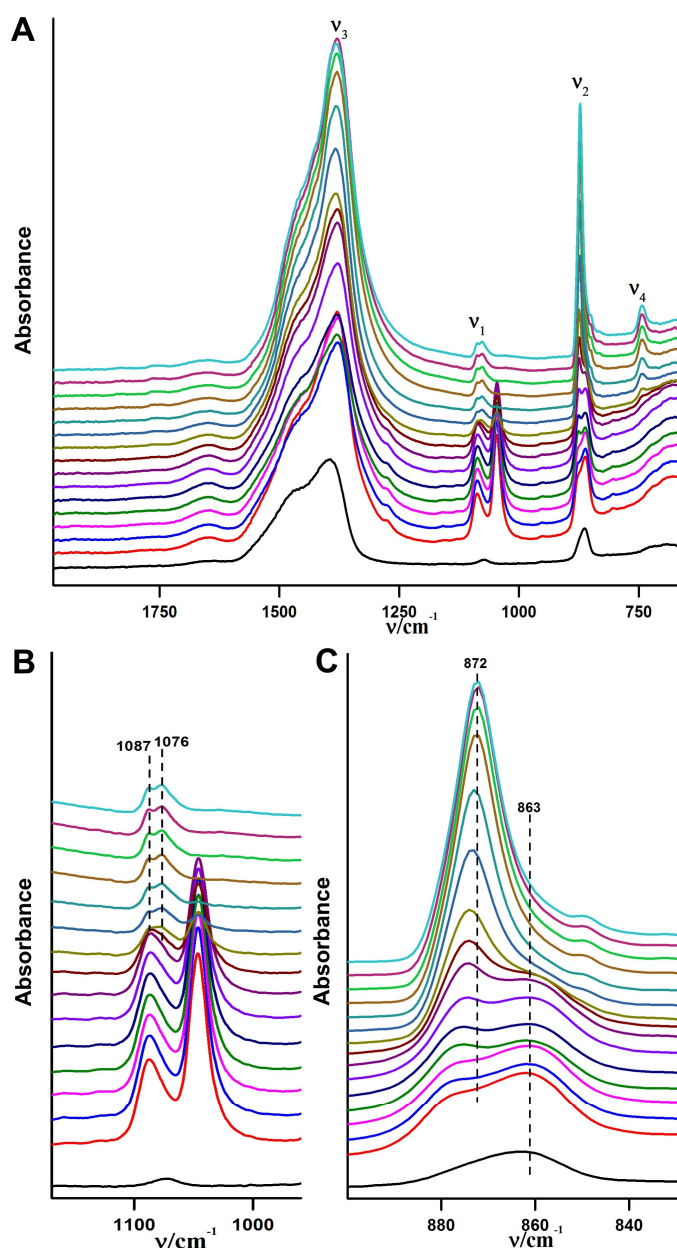 A
ν3
ν2
ν1
ν4
Absorbance
1750
1500
1250
1000
750
ν/cm-1
B
1087
1076
Absorbance
1100
1000
ν/cm-1
C
872
863
Absorbance
880
860
840
ν/cm-1